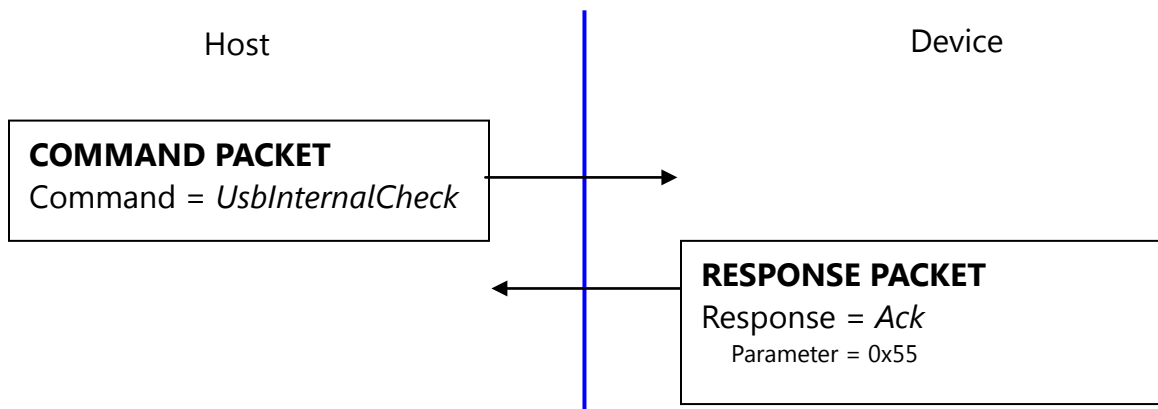 Host
Device
COMMAND PACKET
Command = UsbInternalCheck
RESPONSE PACKET
Response = Ack
Parameter = 0x55